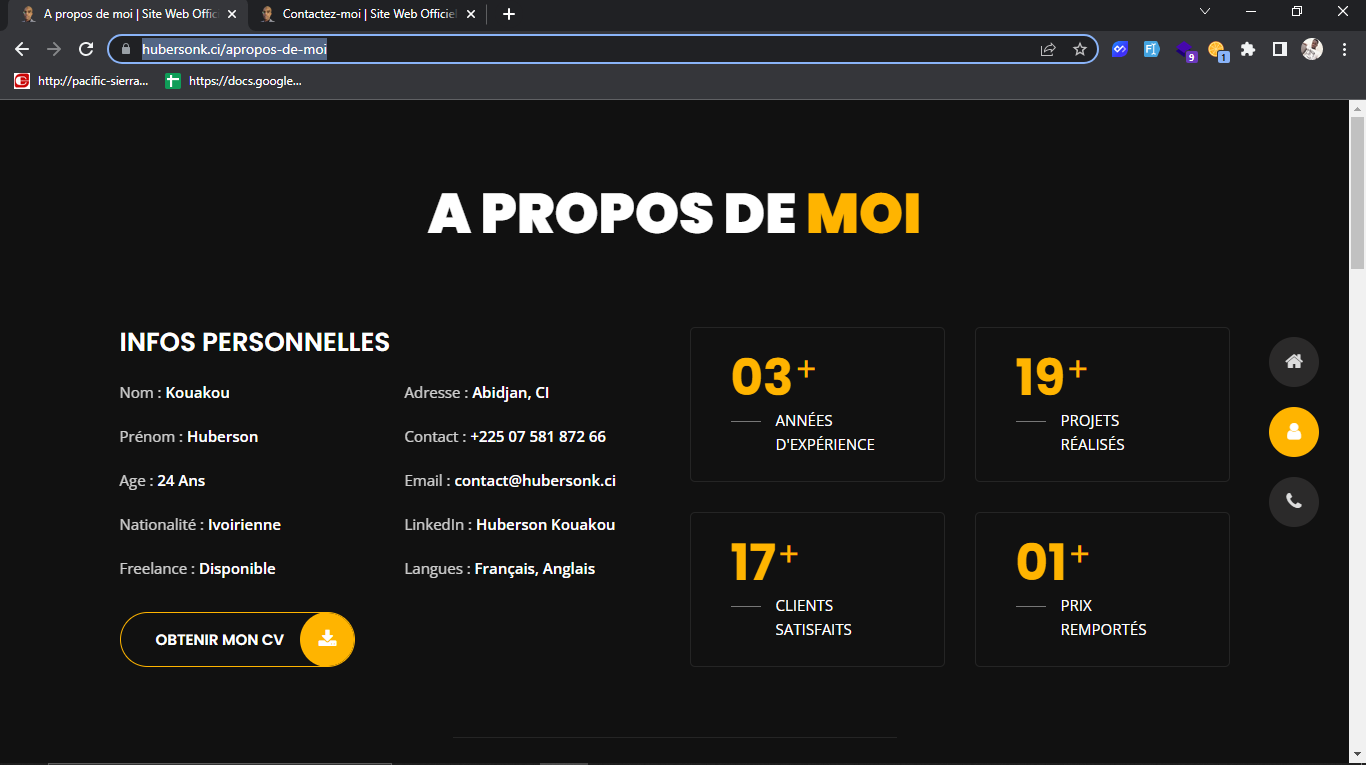 A propos de moi | Site Web Offic
Contactez-moi | Site Web Officiel
hubersonk.ci/apropos-de-moi
9
1
http://pacific-sierra...
https://docs.google...
A PROPOS DE MOI
INFOS PERSONNELLES
Nom : Kouakou
Prénom : Huberson
Age : 24 Ans
Nationalité : Ivoirienne
Freelance : Disponible
Adresse : Abidjan, CI
Contact : +225 07 581 872 66
Email : contact@hubersonk.ci
LinkedIn : Huberson Kouakou
Langues : Français, Anglais
OBTENIR MON CV
03+
ANNÉES
D'EXPÉRIENCE
19+
PROJETS
RÉALISÉS
17+
CLIENTS
SATISFAITS
01+
PRIX
REMPORTÉS